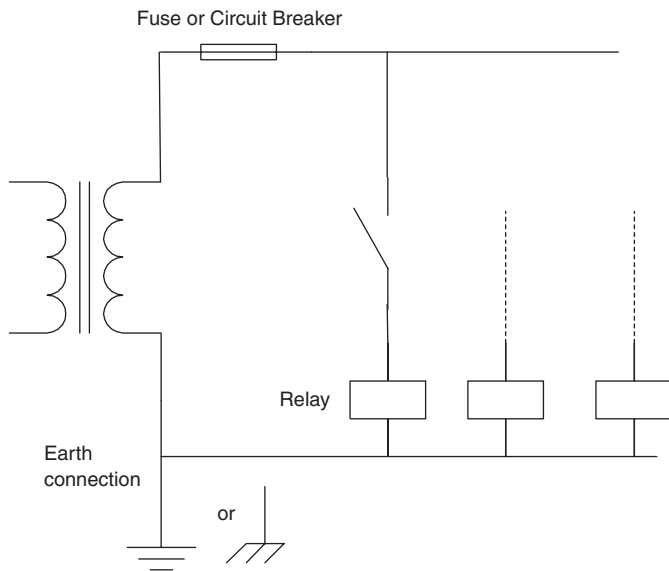 Fuse or Circuit Breaker
Relay
Earth
connection
or